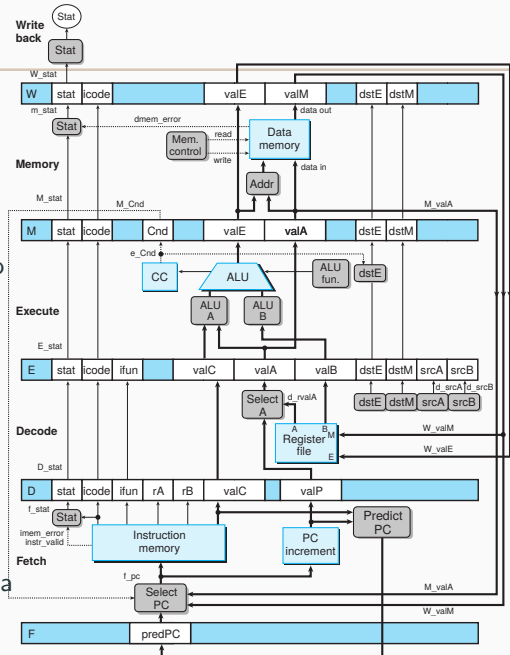 Stat
Write
back
Stat
W_stat
W stat icode valE valM dstE dstM
m_stat
data out
dmem_error
Stat
Mem.
control
read
write
Data
memory
data in
Memory
Addr
M_stat
M_Cnd
M_valA
M stat icode Cnd valE valA dstE dstM
e_Cnd
CC
ALU
ALU
fun.
dstE
ALU
A
ALU
B
Execute
E_stat
E stat icode ifun valC valA valB dstE dstM srcA srcB
d_srcA d_srcB
Select
A
d_rvalA
dstE dstM srcA srcB
A B
M
Register
file
E
W_valM
W_valE
Decode
D_stat
D stat icode ifun rA rB valC valP
f_stat
Stat
imem_error
instr_valid
Instruction
memory
PC
increment
Predict
PC
Fetch
f_pc
a
Select
PC
M_valA
W_valM
F predPC